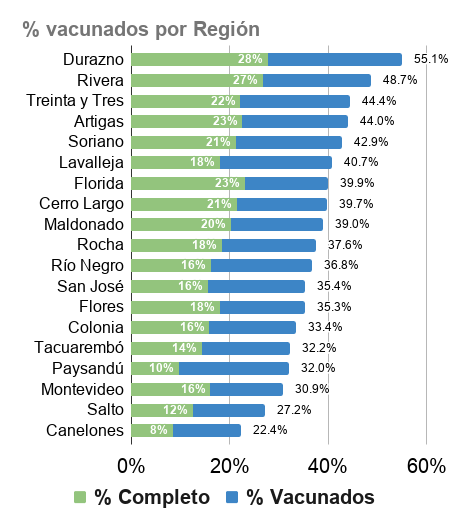 % vacunados por Región
Durazno 28% 55.1%
Rivera 27% 48.7%
Treinta y Tres 22% 44.4%
Artigas 23% 44.0%
Soriano 21% 42.9%
Lavalleja 18% 40.7%
Florida 23% 39.9%
Cerro Largo 21% 39.7%
Maldonado 20% 39.0%
Rocha 18% 37.6%
Río Negro 16% 36.8%
San José 16% 35.4%
Flores 18% 35.3%
Colonia 16% 33.4%
Tacuarembó 14% 32.2%
Paysandú 10% 32.0%
Montevideo 16% 30.9%
Salto 12% 27.2%
Canelones 8% 22.4%
0% 20% 40% 60%
% Completo % Vacunados